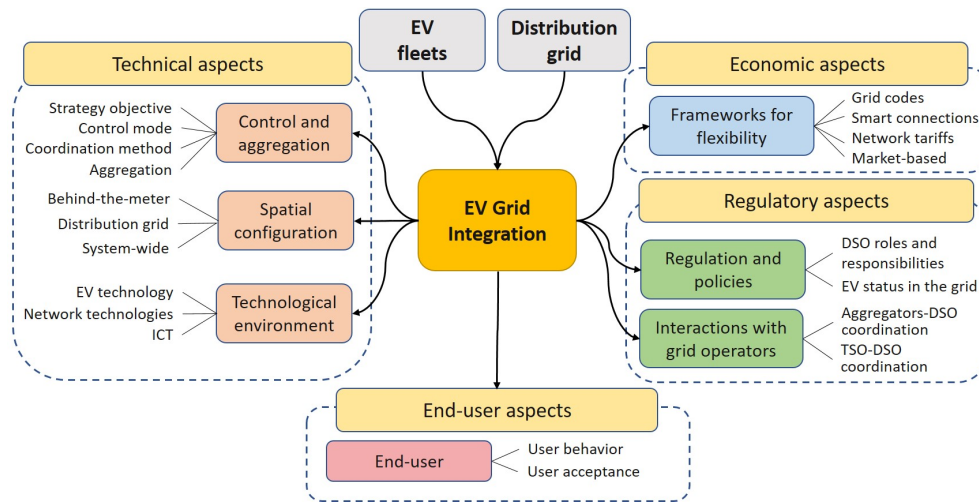 EV
fleets
Distribution
grid
Technical aspects
Strategy objective
Control mode
Coordination method
Aggregation
Control and
aggregation
Behind-the-meter
Distribution grid
System-wide
Spatial
configuration
EV technology
Network technologies
ICT
Technological
environment
EV Grid
Integration
Economic aspects
Frameworks for
flexibility
Grid codes
Smart connections
Network tariffs
Market-based
Regulatory aspects
Regulation and
policies
DSO roles and
responsibilities
EV status in the grid
Interactions with
grid operators
Aggregators-DSO
coordination
TSO-DSO
coordination
End-user aspects
End-user
User behavior
User acceptance